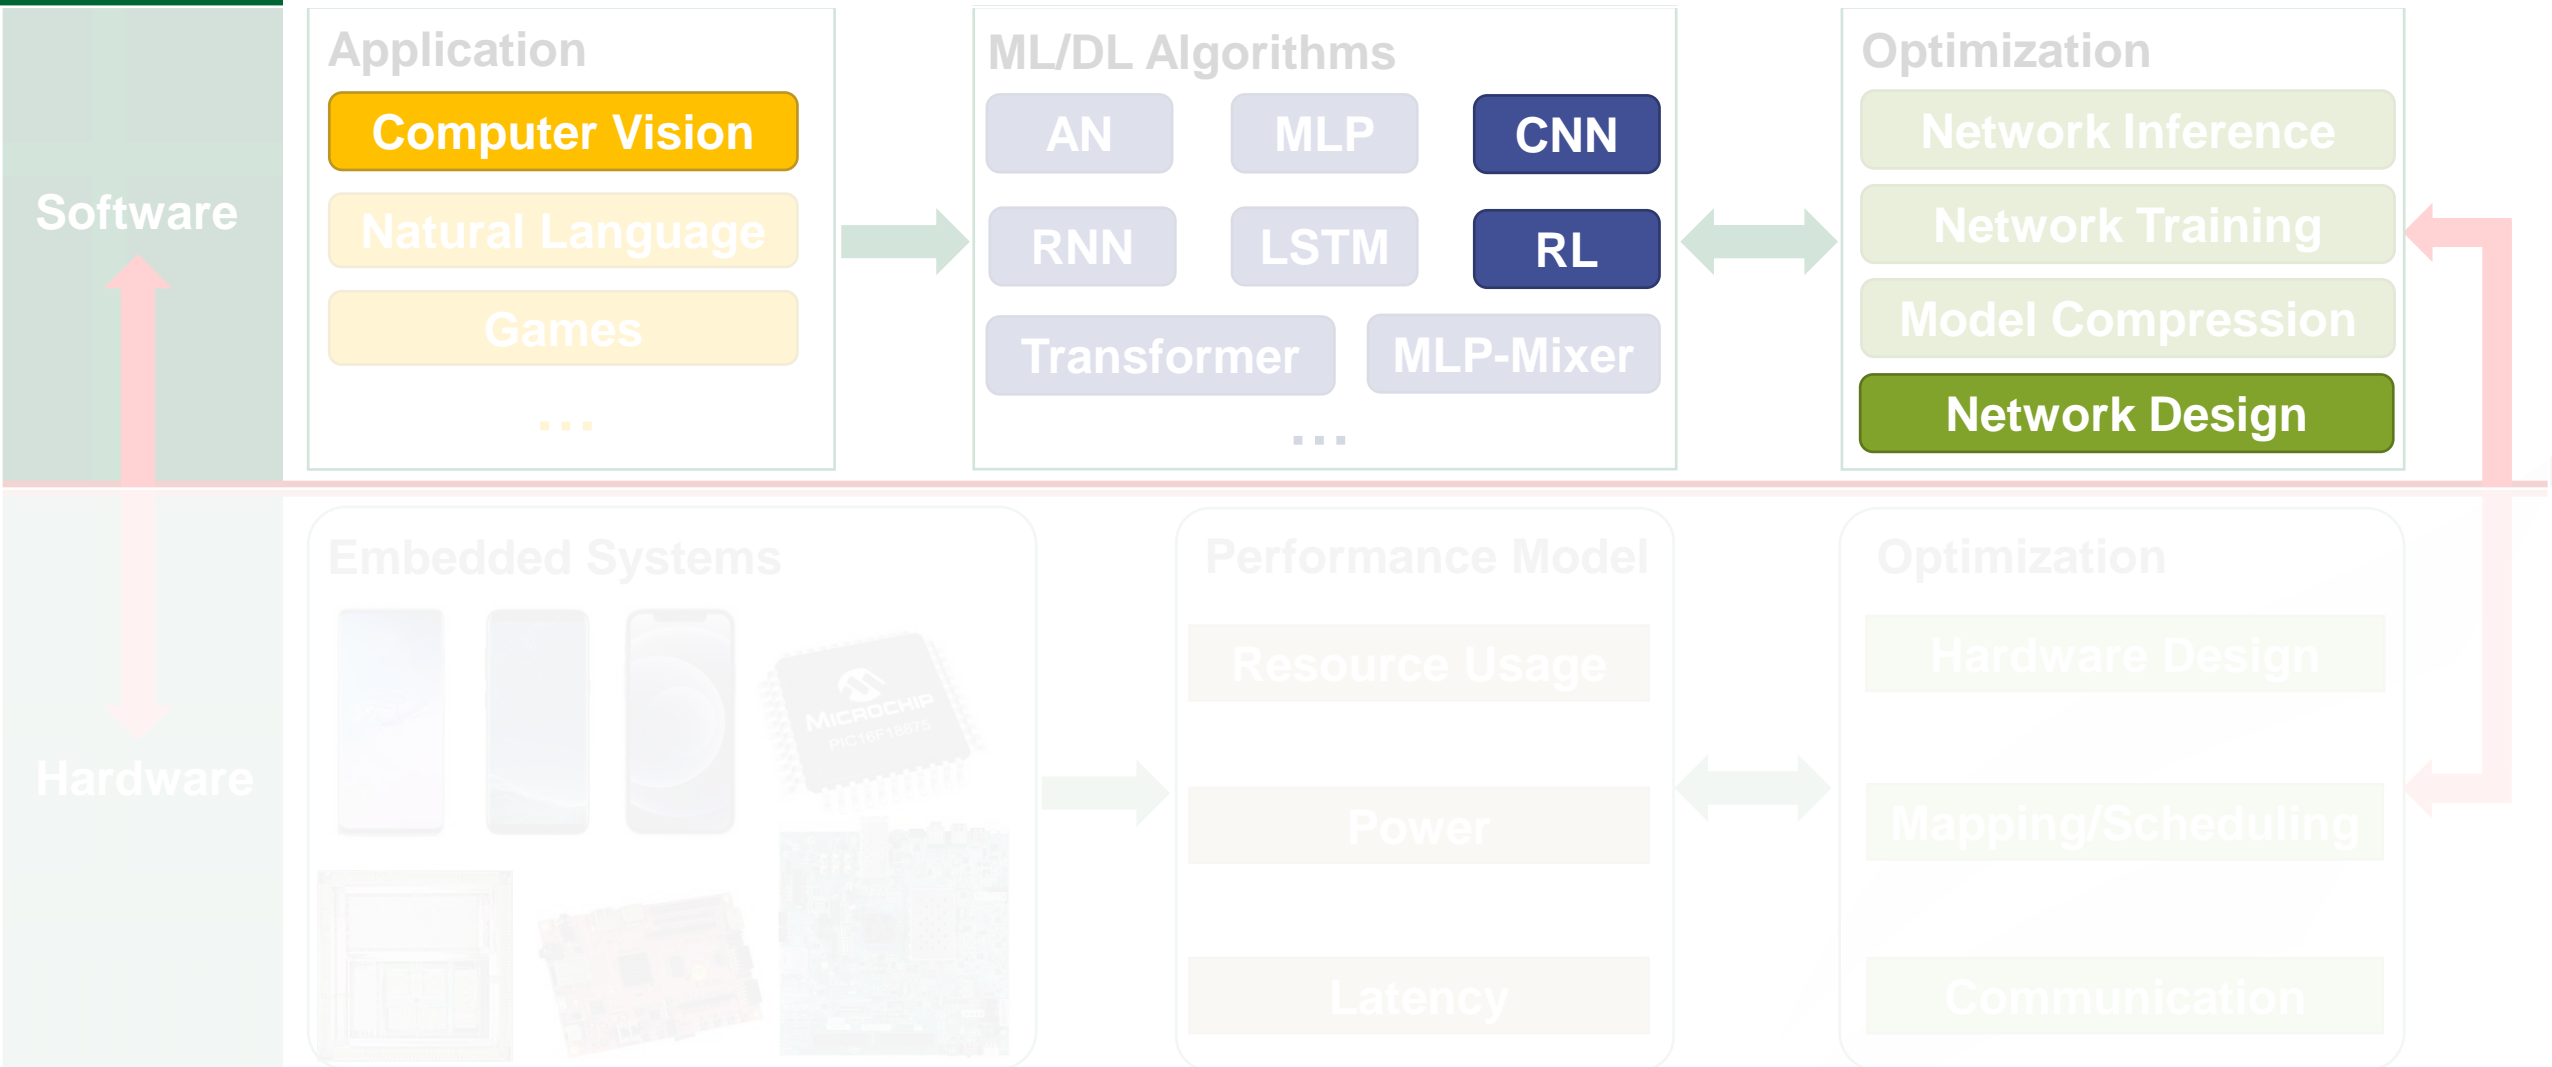 Software
Application
Computer Vision
Natural Language
Games
...
ML/DL Algorithms
AN
MLP
CNN
RNN
LSTM
RL
Transformer
MLP-Mixer
...
Optimization
Network Inference
Network Training
Model Compression
Network Design
Hardware
Embedded Systems
MICROCHIP
PIC16F18875
Performance Model
Resource Usage
Power
Latency
Optimization
Hardware Design
Mapping/Scheduling
Communication